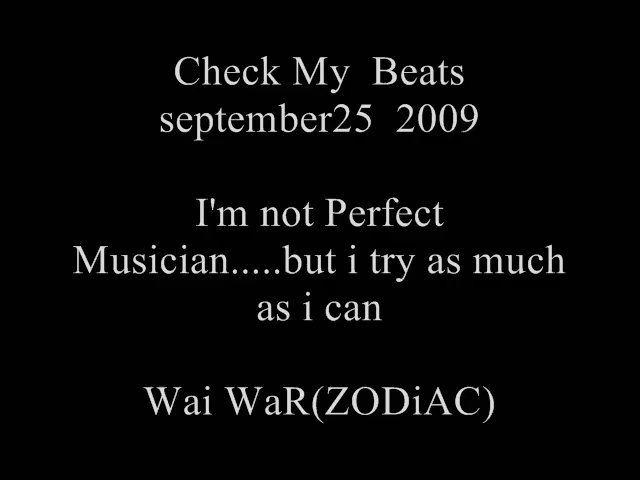 Check My  Beats
september25  2009
I'm not Perfect
Musician.....but i try as much
as i can
Wai WaR(ZODiAC)